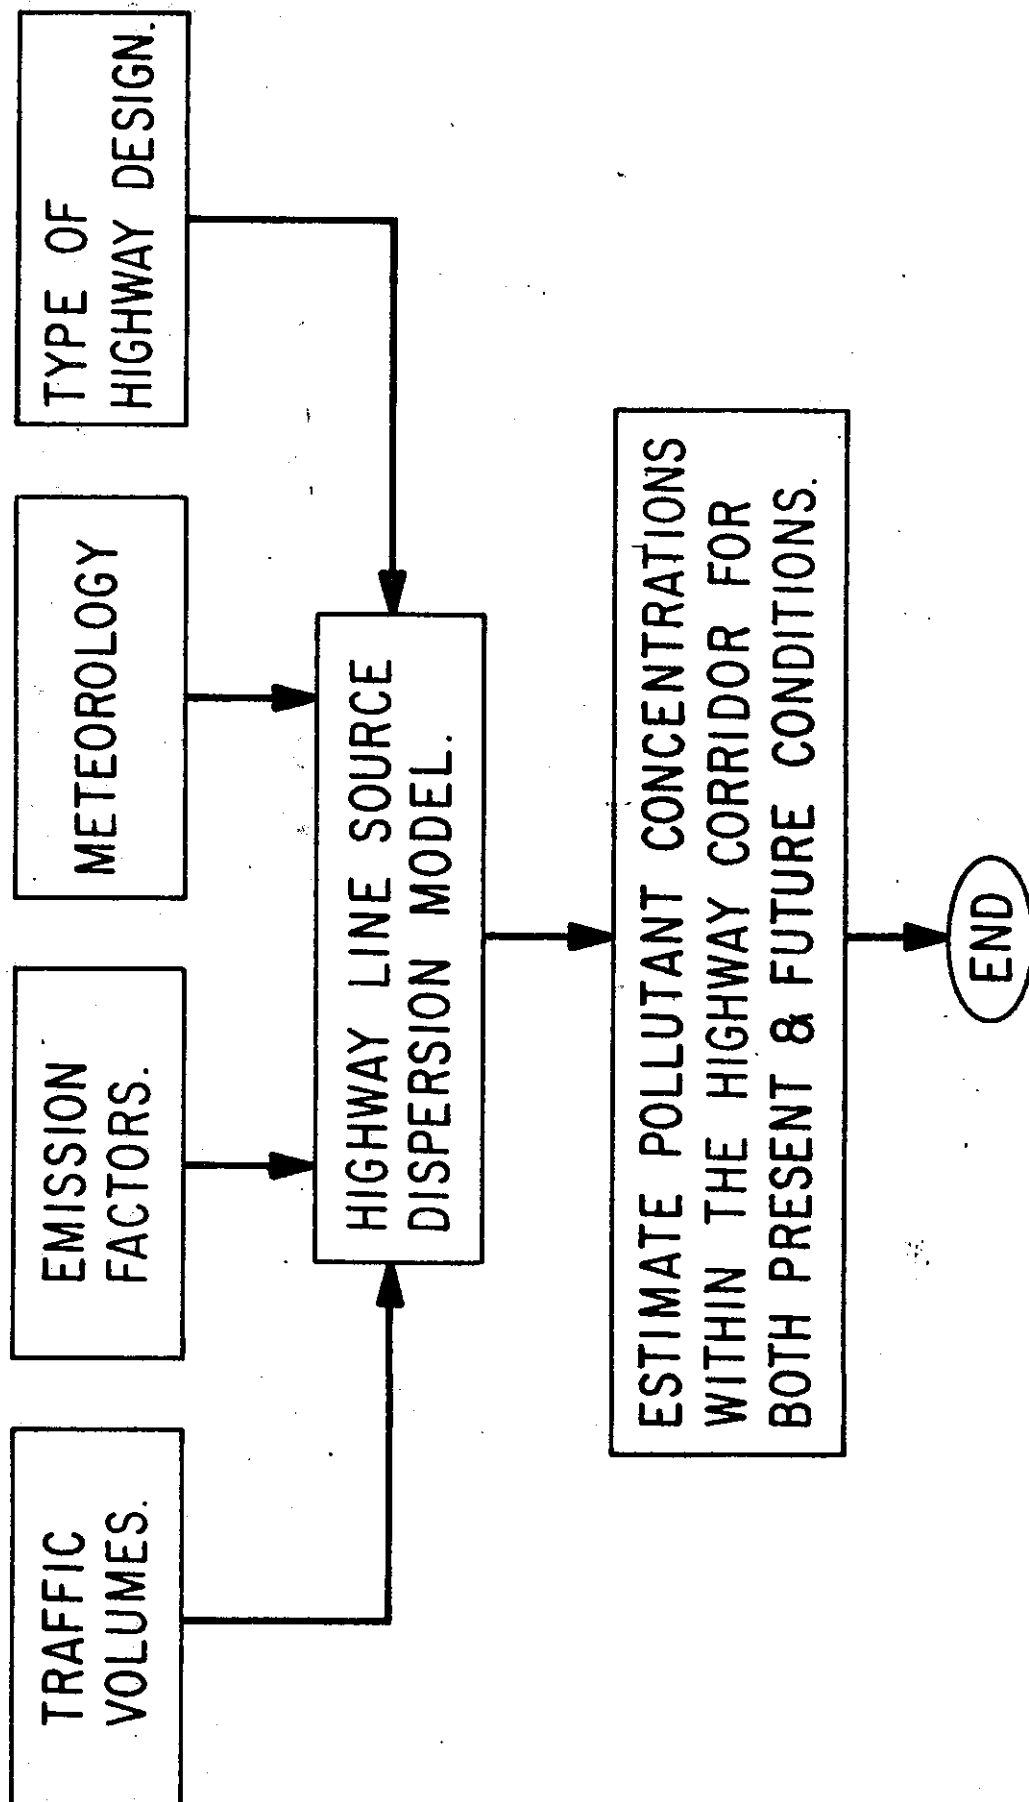 TRAFFIC
VOLUMES.
EMISSION
FACTORS.
METEOROLOGY
TYPE OF
HIGHWAY DESIGN.
HIGHWAY LINE SOURCE
DISPERSION MODEL.
ESTIMATE POLLUTANT CONCENTRATIONS
WITHIN THE HIGHWAY CORRIDOR FOR
BOTH PRESENT & FUTURE CONDITIONS.
END